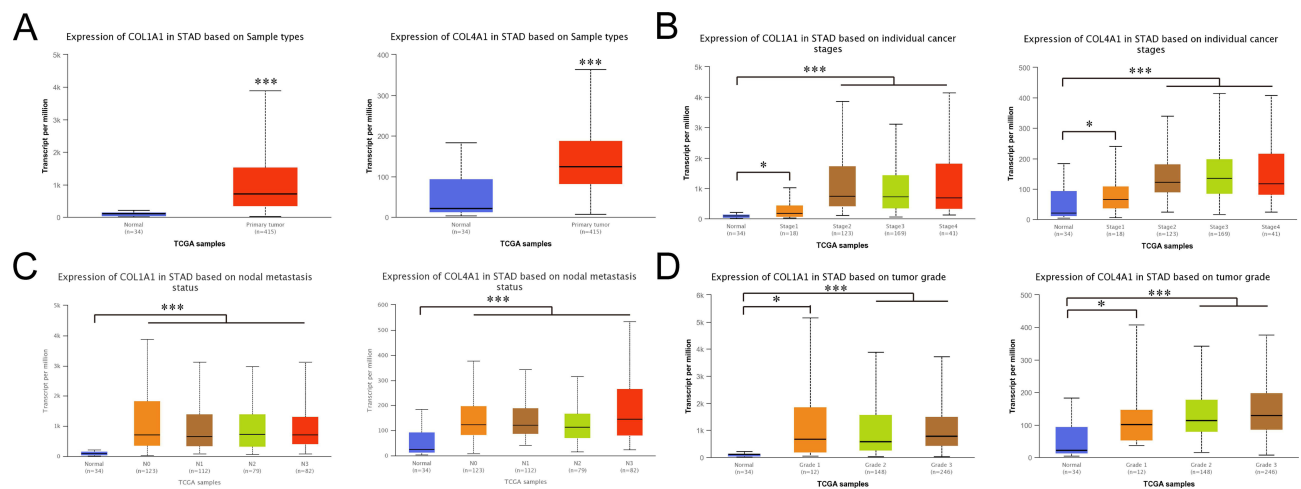 A
Expression of COL1A1 in STAD based on Sample types
Transcript per million
5k
4k
3k
2k
1k
0
***
Normal
(n=34)
Primary tumor
(n=415)
TCGA samples
Expression of COL4A1 in STAD based on Sample types
Transcript per million
400
300
200
100
0
***
Normal
(n=34)
Primary tumor
(n=415)
TCGA samples
B
Expression of COL1A1 in STAD based on individual cancer
stages
Transcript per million
5k
4k
3k
2k
1k
0
***
*
Normal
(n=34)
Stage1
(n=18)
Stage2
(n=123)
Stage3
(n=169)
Stage4
(n=41)
TCGA samples
Expression of COL4A1 in STAD based on individual cancer
stages
Transcript per million
500
400
300
200
100
0
***
*
Normal
(n=34)
Stage1
(n=18)
Stage2
(n=123)
Stage3
(n=169)
Stage4
(n=41)
TCGA samples
C
Expression of COL1A1 in STAD based on nodal metastasis
status
Transcript per million
5k
4k
3k
2k
1k
0
***
Normal
(n=34)
N0
(n=123)
N1
(n=112)
N2
(n=79)
N3
(n=82)
TCGA samples
Expression of COL4A1 in STAD based on nodal metastasis
status
Transcript per million
600
500
400
300
200
100
0
***
Normal
(n=34)
N0
(n=123)
N1
(n=112)
N2
(n=79)
N3
(n=82)
TCGA samples
D
Expression of COL1A1 in STAD based on tumor grade
Transcript per million
6k
5k
4k
3k
2k
1k
0
***
*
Normal
(n=34)
Grade 1
(n=12)
Grade 2
(n=148)
Grade 3
(n=246)
TCGA samples
Expression of COL4A1 in STAD based on tumor grade
Transcript per million
500
400
300
200
100
0
***
*
Normal
(n=34)
Grade 1
(n=12)
Grade 2
(n=148)
Grade 3
(n=246)
TCGA samples